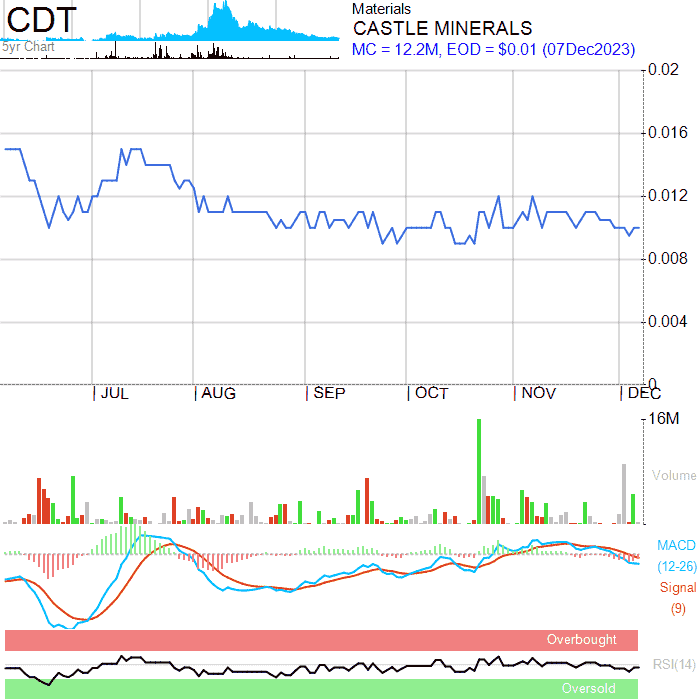 CDT
5yr Chart
Materials
CASTLE MINERALS
MC = 12.2M, EOD = $0.01 (07Dec2023)
0.02
0.016
0.012
0.008
0.004
0
JUL
AUG
SEP
OCT
NOV
DEC
16M
Volume
MACD
(12-26)
Signal
(9)
Overbought
RSI(14)
Oversold